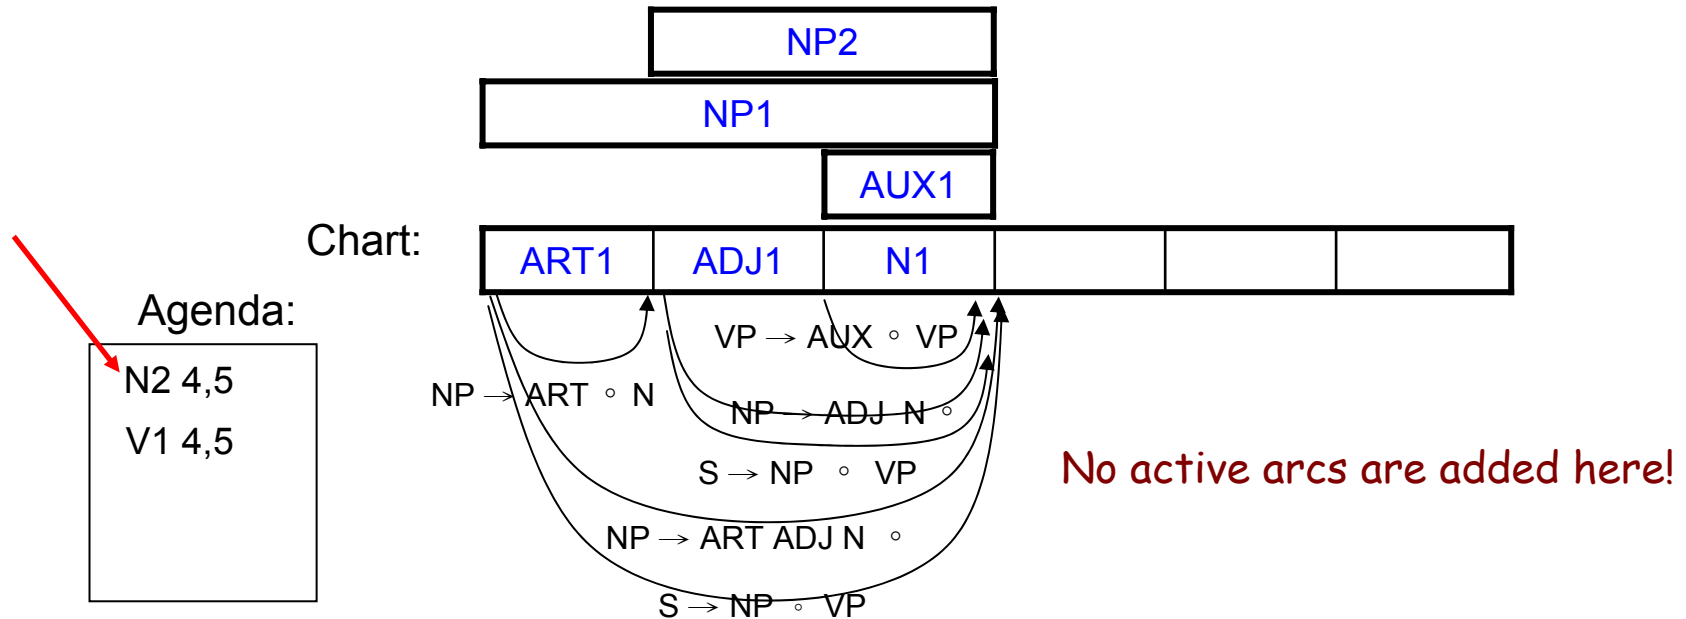 NP2
NP1
AUX1
Chart:
ART1 ADJ1 N1
Agenda:
N2 4,5
V1 4,5
VP → AUX ° VP
NP → ART ° N
NP → ADJ N °
S → NP ° VP
No active arcs are added here!
NP → ART ADJ N °
S → NP ° VP